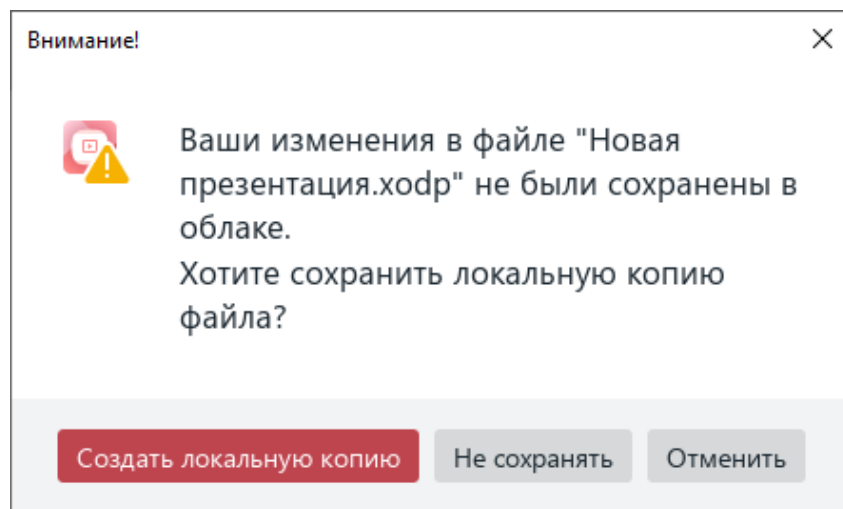 Внимание!
Ваши изменения в файле "Новая
презентация.xodp" не были сохранены в
облаке.
Хотите сохранить локальную копию
файла?
Создать локальную копию
Не сохранять
Отменить